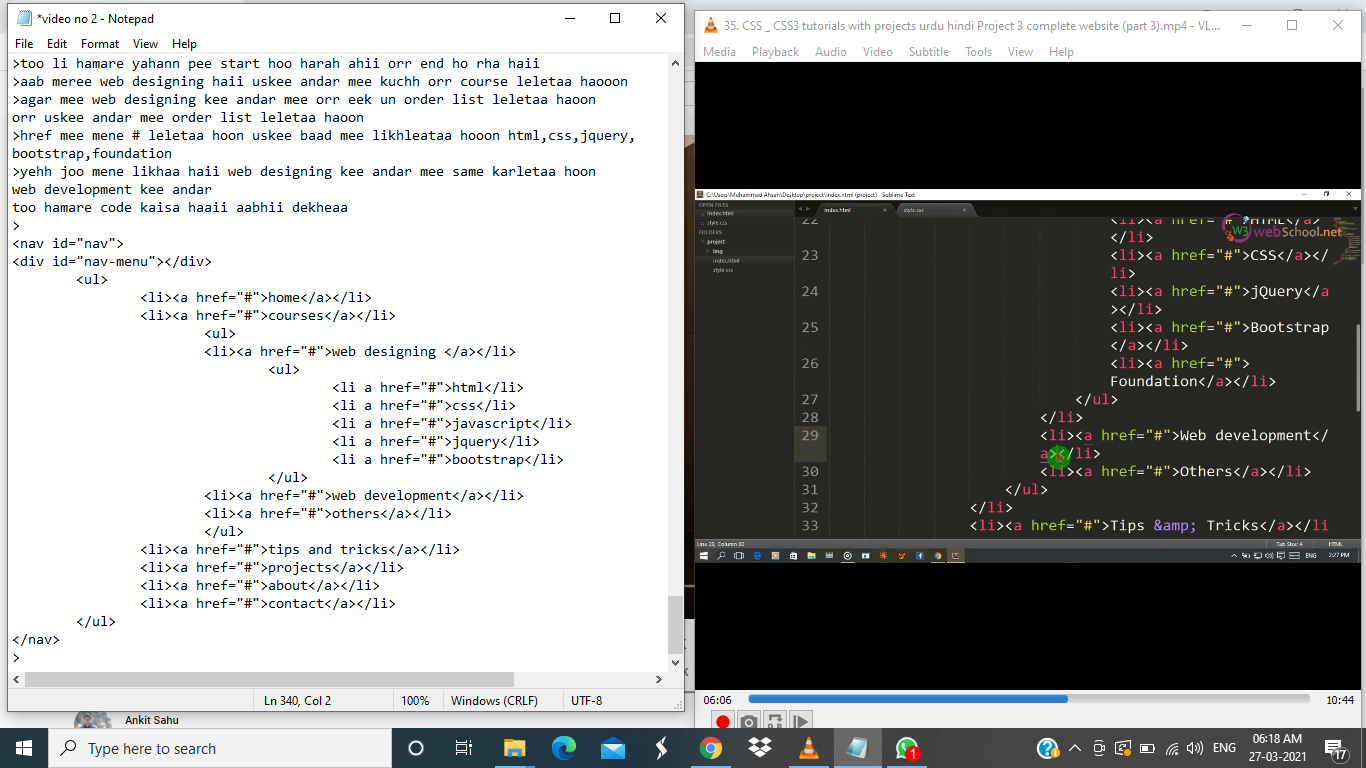 *video no 2 - Notepad
File Edit Format View Help
>too li hamare yahann pee start hoo harah ahii orr end ho rha haii
>aab meree web designing haii uskee andar mee kuchh orr course leletaa haooon
>agar mee web designing kee andar mee orr eek un order list leletaa haoon
orr uskee andar mee order list leletaa haoon
>href mee mene # leletaa hoon uskee baad mee likhleataa hooon html,css,jquery,
bootstrap,foundation
>yehh joo mene likhaa haii web designing kee andar mee same karletaa hoon
web development kee andar
too hamare code kaisa haaii aabhii dekheaa
>
<nav id="nav">
<div id="nav-menu"></div>
<ul>
<li><a href="#">home</a></li>
<li><a href="#">courses</a></li>
<ul>
<li><a href="#">web designing </a></li>
<ul>
<li a href="#">html</li>
<li a href="#">css</li>
<li a href="#">javascript</li>
<li a href="#">jquery</li>
<li a href="#">bootstrap</li>
</ul>
<li><a href="#">web development</a></li>
<li><a href="#">others</a></li>
</ul>
<li><a href="#">tips and tricks</a></li>
<li><a href="#">projects</a></li>
<li><a href="#">about</a></li>
<li><a href="#">contact</a></li>
</ul>
</nav>
>
Ln 340, Col 2 100% Windows (CRLF) UTF-8
Ankit Sahu
35. CSS _ CSS3 tutorials with projects urdu hindi Project 3 complete website (part 3).mp4 - VL...
Media Playback Audio Video Subtitle Tools View Help
C:\Users\Muhammad Ahsan\Desktop\project\index.html (project) - Sublime Text
OPEN FILES
index.html
style.css
FOLDERS
project
img
index.html
style.css
index.html style.css
W3 webSchool.net
22 <li><a href="#">HTML</a>
</li>
23 <li><a href="#">CSS</a></
li>
24 <li><a href="#">jQuery</a
></li>
25 <li><a href="#">Bootstrap
</a></li>
26 <li><a href="#">
Foundation</a></li>
27 </ul>
28 </li>
29 <li><a href="#">Web development</
a></li>
30 <li><a href="#">Others</a></li>
31 </ul>
32 </li>
33 <li><a href="#">Tips &amp; Tricks</a></li
Line 29, Column 60 Tab Size: 4 HTML
ENG 2:27 PM
06:06 10:44
Type here to search
1
ENG
06:18 AM
27-03-2021
17